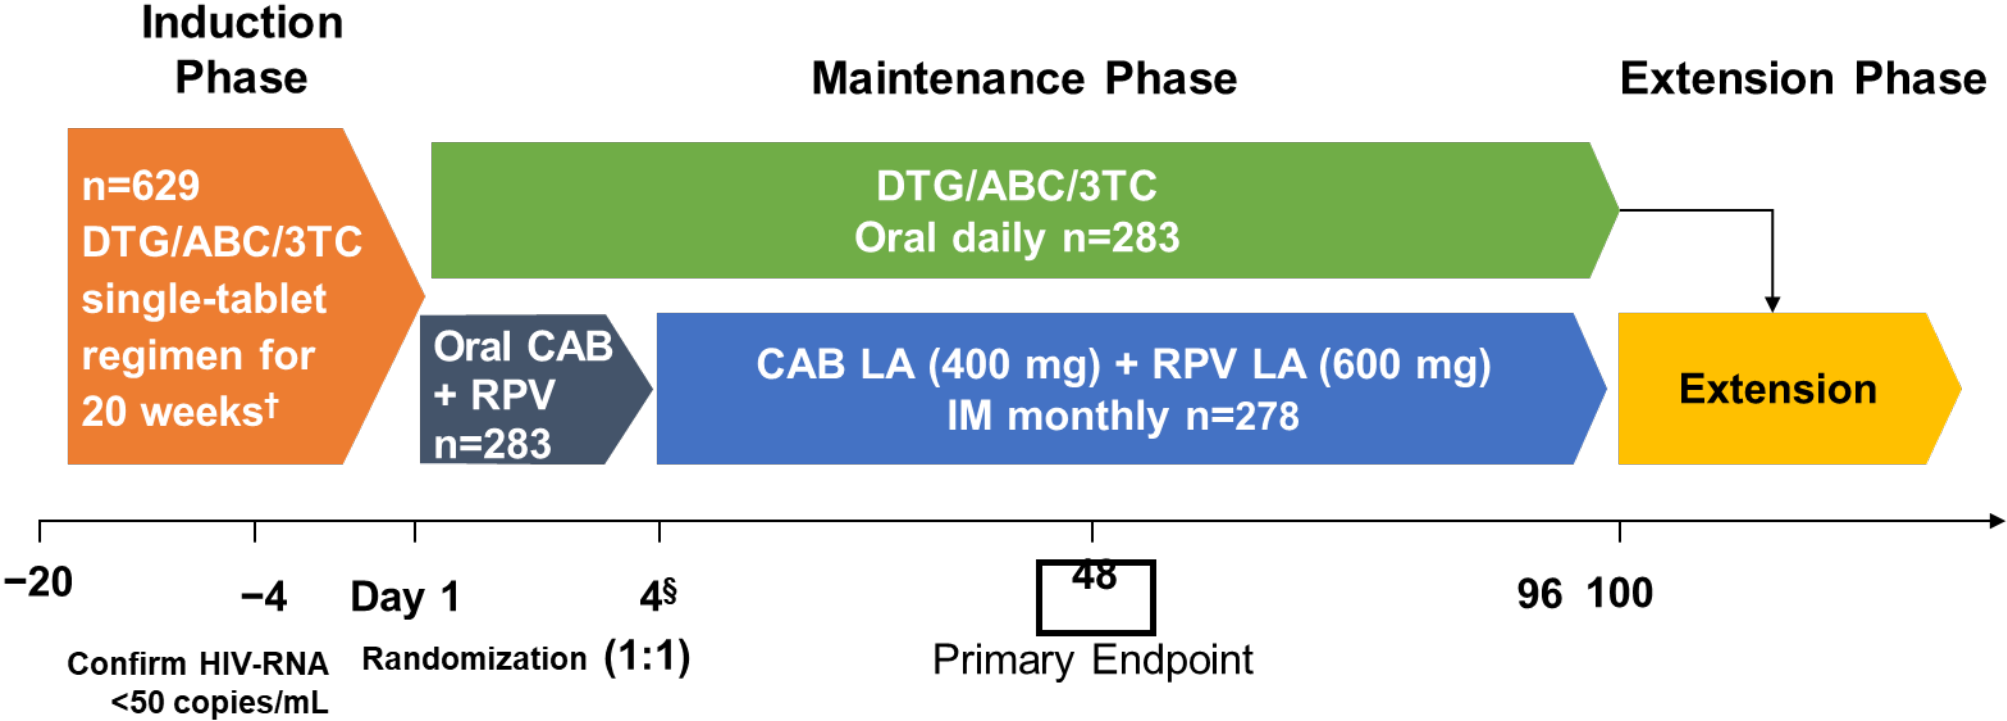 Induction
Phase
Maintenance Phase
Extension Phase
n=629
DTG/ABC/3TC
single-tablet
regimen for
20 weeks†
DTG/ABC/3TC
Oral daily n=283
Oral CAB
+ RPV
n=283
CAB LA (400 mg) + RPV LA (600 mg)
IM monthly n=278
Extension
−20
−4
Day 1
4§
48
96
100
Confirm HIV-RNA
<50 copies/mL
Randomization (1:1)
Primary Endpoint